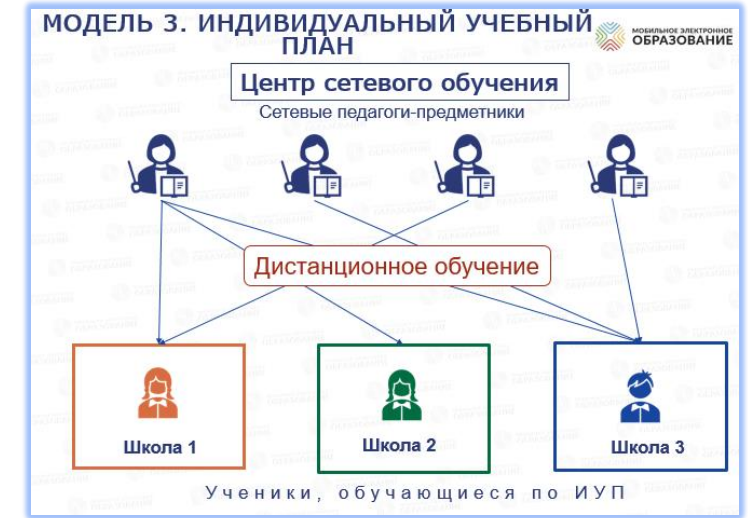 МОДЕЛЬ 3. ИНДИВИДУАЛЬНЫЙ УЧЕБНЫЙ
ПЛАН
МОБИЛЬНОЕ ЭЛЕКТРОННОЕ
ОБРАЗОВАНИЕ
Центр сетевого обучения
Сетевые педагоги-предметники
Дистанционное обучение
Школа 1
Школа 2
Школа 3
Ученики, обучающиеся по ИУП